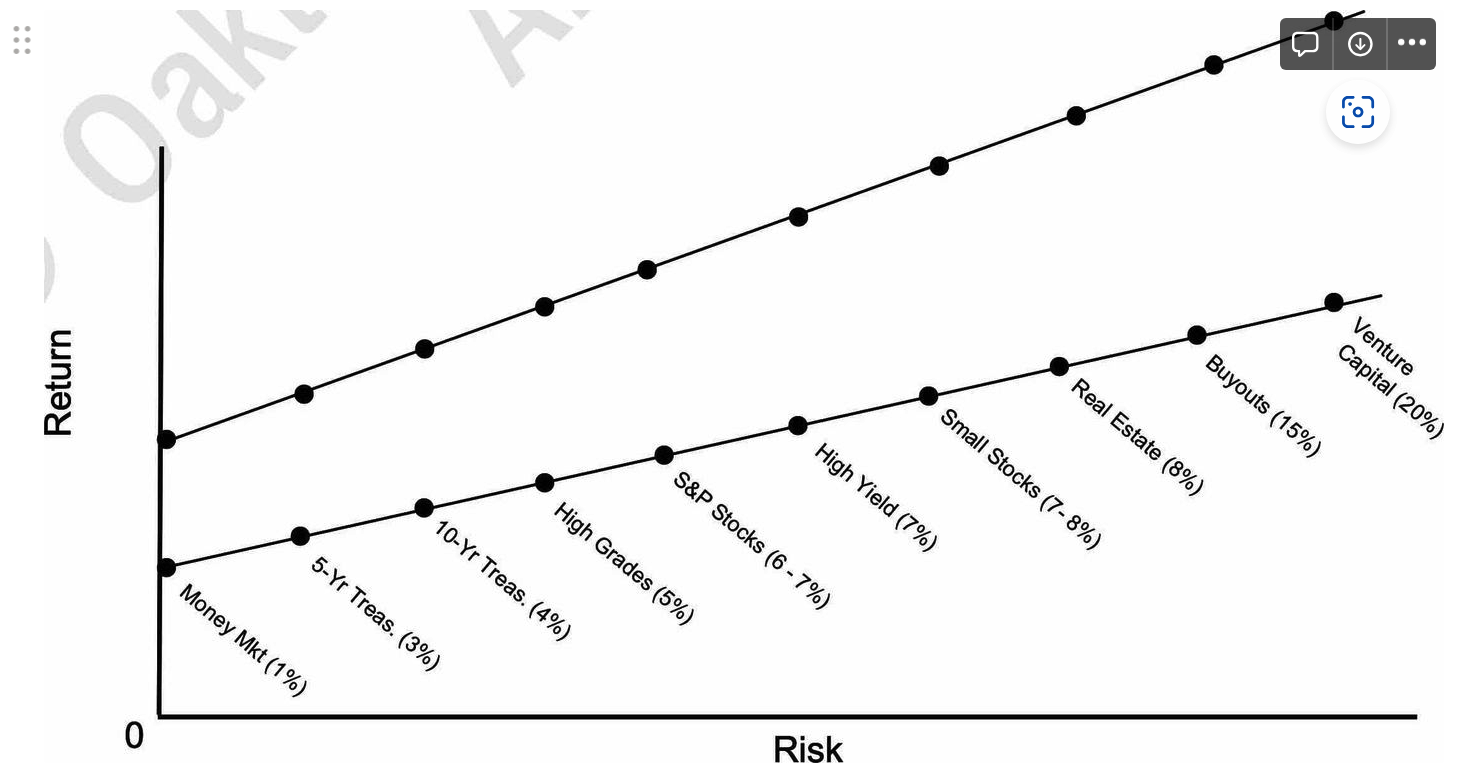 Oakt
A
Return
Money Mkt (1%)
5-Yr Treas. (3%)
10-Yr Treas. (4%)
High Grades (5%)
S&P Stocks (6 - 7%)
High Yield (7%)
Small Stocks (7- 8%)
Real Estate (8%)
Buyouts (15%)
Venture
Capital (20%)
0
Risk